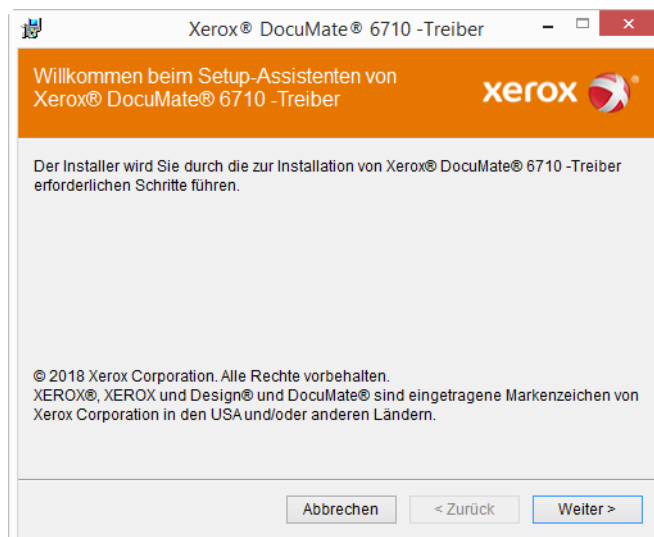 Xerox® DocuMate® 6710 -Treiber
Willkommen beim Setup-Assistenten von
Xerox® DocuMate® 6710 -Treiber
xerox
Der Installer wird Sie durch die zur Installation von Xerox® DocuMate® 6710 -Treiber
erforderlichen Schritte führen.
© 2018 Xerox Corporation. Alle Rechte vorbehalten.
XEROX®, XEROX und Design® und DocuMate® sind eingetragene Markenzeichen von
Xerox Corporation in den USA und/oder anderen Ländern.
Abbrechen < Zurück Weiter >